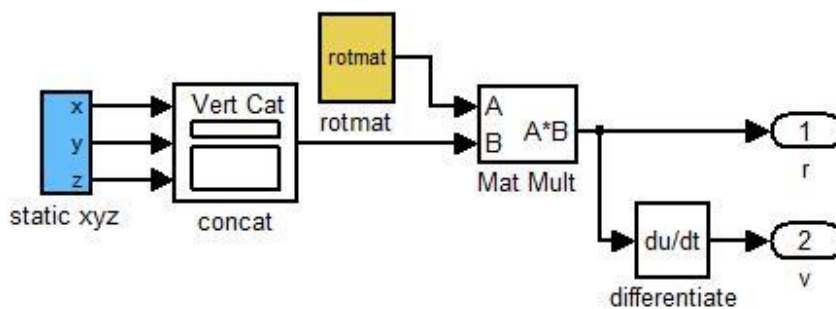 rotmat
rotmat
x
y
z
static xyz
Vert Cat
concat
A
B
A*B
Mat Mult
1
r
du/dt
differentiate
2
v